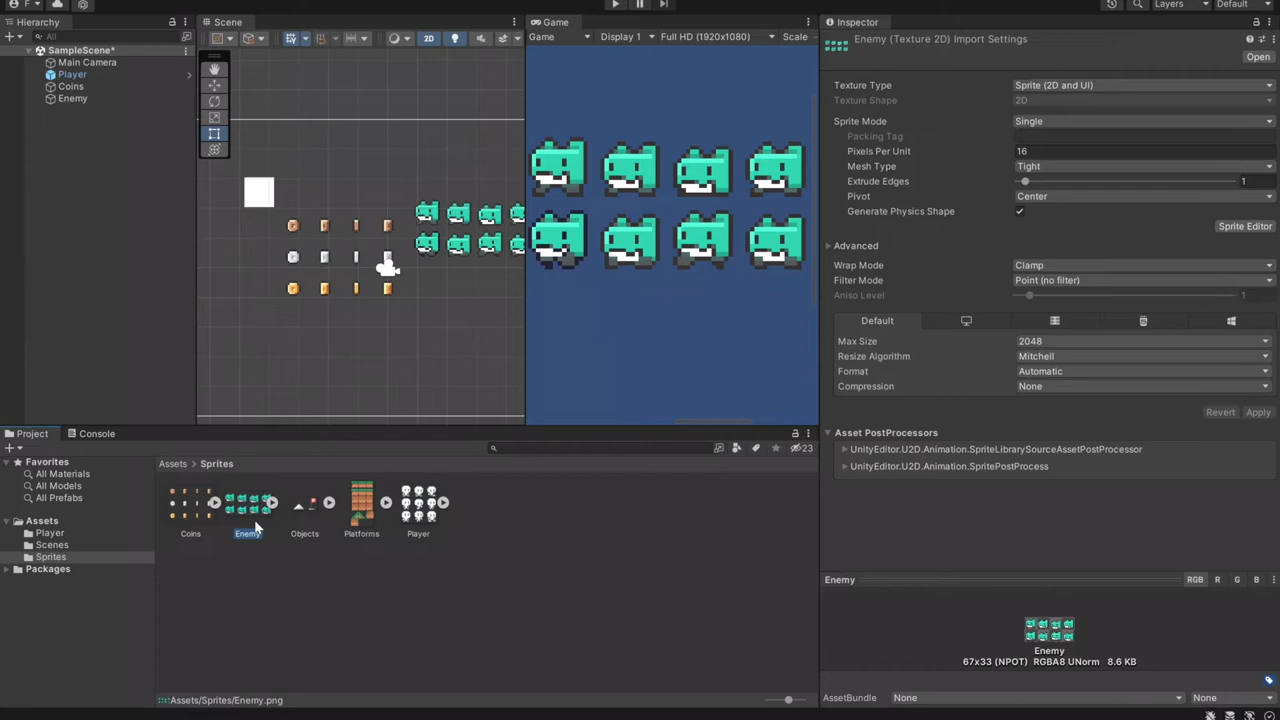 F
Layers
Default
Hierarchy
Scene
Game
Inspector
All
Game
Display 1
Full HD (1920x1080)
Scale
2D
Enemy (Texture 2D) Import Settings
Open
SampleScene*
Main Camera
Player
Coins
Enemy
Texture Type
Sprite (2D and UI)
Texture Shape
2D
Sprite Mode
Single
Packing Tag
Pixels Per Unit
16
Mesh Type
Tight
Extrude Edges
1
Pivot
Center
Generate Physics Shape
Sprite Editor
Advanced
Wrap Mode
Clamp
Filter Mode
Point (no filter)
Aniso Level
1
Default
Max Size
2048
Resize Algorithm
Mitchell
Format
Automatic
Compression
None
Revert
Apply
Asset PostProcessors
UnityEditor.U2D.Animation.SpriteLibrarySourceAssetPostProcessor
UnityEditor.U2D.Animation.SpritePostProcess
Project
Console
23
Favorites
All Materials
All Models
All Prefabs
Assets
Player
Scenes
Sprites
Packages
Assets > Sprites
Coins
Enemy
Objects
Platforms
Player
Assets/Sprites/Enemy.png
Enemy
RGB
R
G
B
Enemy
67x33 (NPOT) RGBA8 UNorm 8.6 KB
AssetBundle
None
None